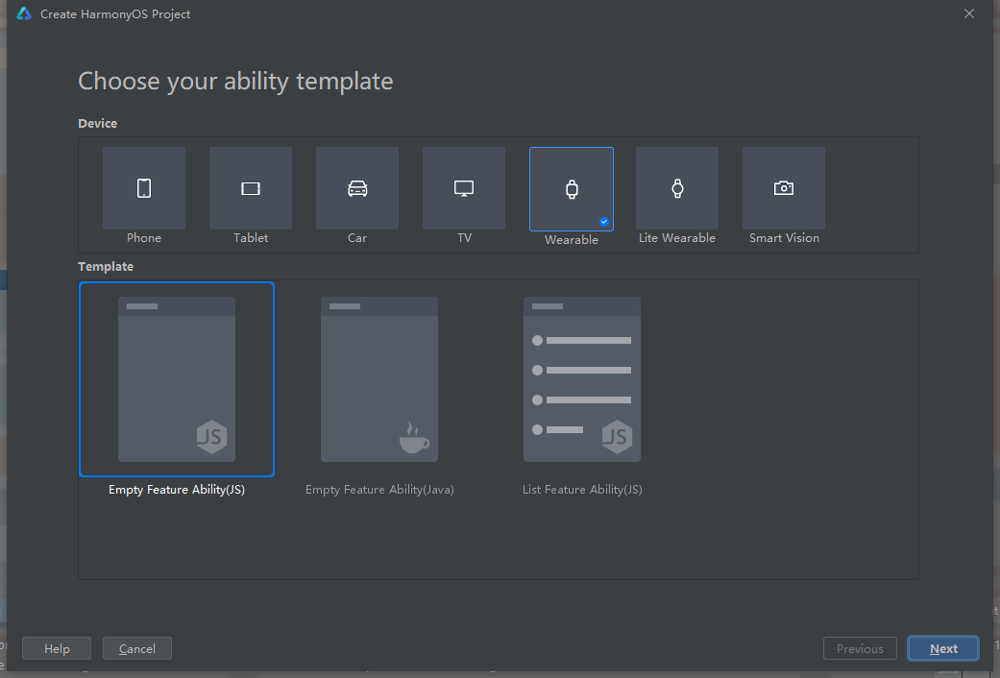 Create HarmonyOS Project
Choose your ability template
Device
Phone
Tablet
Car
TV
Wearable
Lite Wearable
Smart Vision
Template
JS
JS
Empty Feature Ability(JS)
Empty Feature Ability(Java)
List Feature Ability(JS)
Help
Cancel
Previous
Next